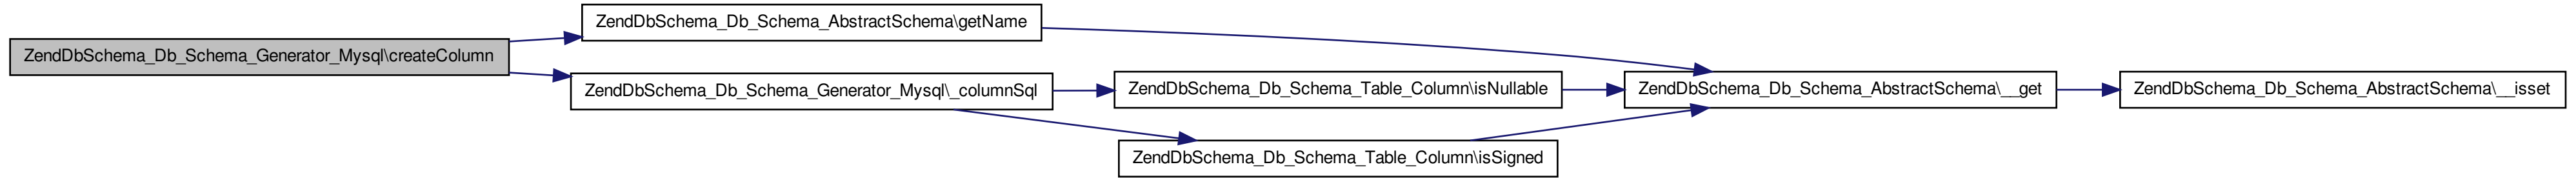 ZendDbSchema_Db_Schema_Generator_Mysql\createColumn
ZendDbSchema_Db_Schema_AbstractSchema\getName
ZendDbSchema_Db_Schema_Generator_Mysql\_columnSql
ZendDbSchema_Db_Schema_Table_Column\isNullable
ZendDbSchema_Db_Schema_Table_Column\isSigned
ZendDbSchema_Db_Schema_AbstractSchema\__get
ZendDbSchema_Db_Schema_AbstractSchema\__isset